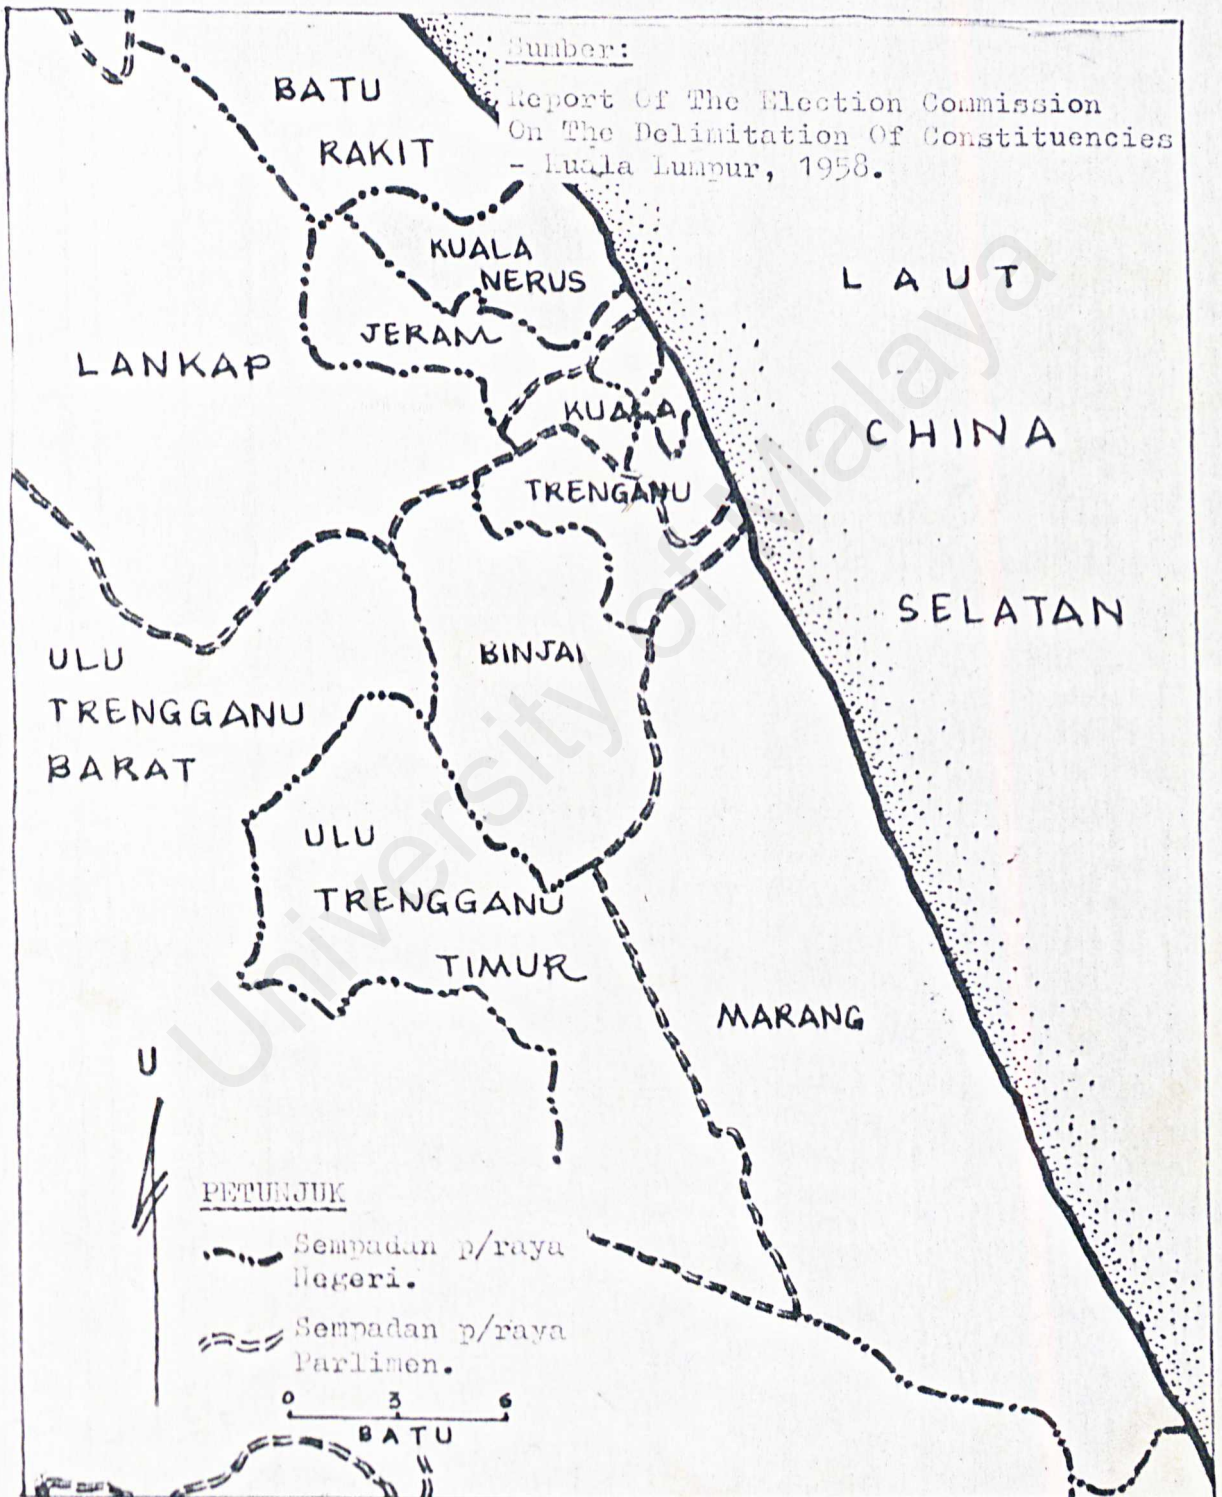 Sumber:
Report Of The Election Commission
On The Delimitation Of Constituencies
- Kuala Lumpur, 1958.
BATU
RAKIT
KUALA
NERUS
JERAM
LANKAP
KUALA
TRENGANU
LAUT
CHINA
SELATAN
BINJAI
ULU
TRENGGANU
BARAT
ULU
TRENGGANU
TIMUR
MARANG
U
PETUNJUK
Sempadan p/raya
Negeri.
Sempadan p/raya
Parlimen.
0 3 6
BATU
University of Malaya